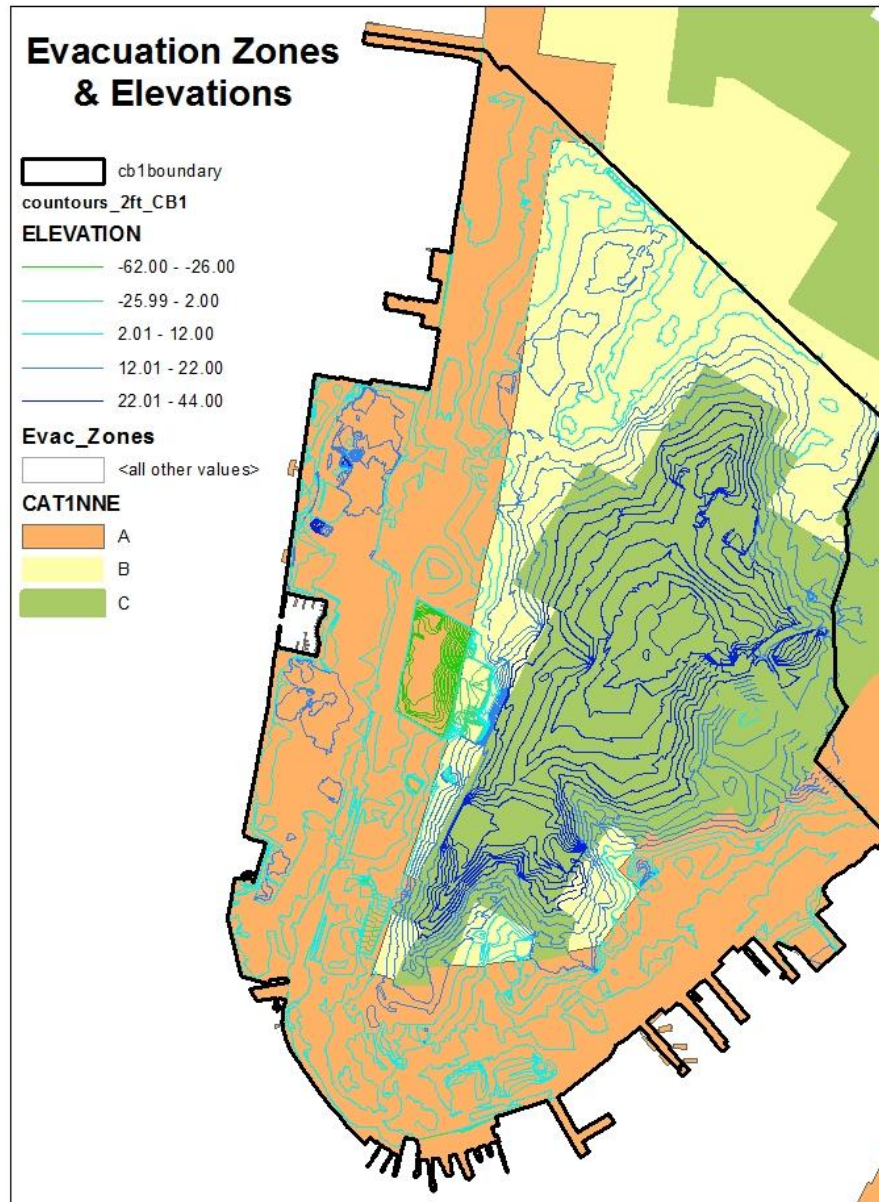 Evacuation Zones
& Elevations
cb1boundary
countours_2ft_CB1
ELEVATION
-62.00 - -26.00
-25.99 - 2.00
2.01 - 12.00
12.01 - 22.00
22.01 - 44.00
Evac_Zones
<all other values>
CAT1NNE
A
B
C